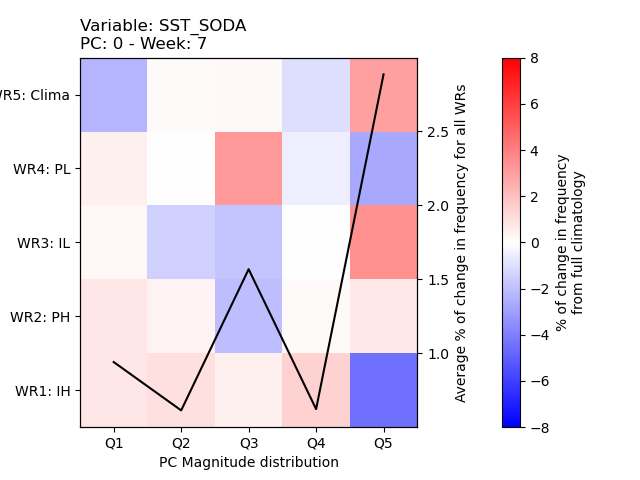 Variable: SST_SODA
PC: 0 - Week: 7
WR5: Clima
WR4: PL
WR3: IL
WR2: PH
WR1: IH
Q1 Q2 Q3 Q4 Q5
PC Magnitude distribution
2.5
2.0
1.5
1.0
Average % of change in frequency for all WRs
8
6
4
2
0
−2
−4
−6
−8
% of change in frequency
from full climatology